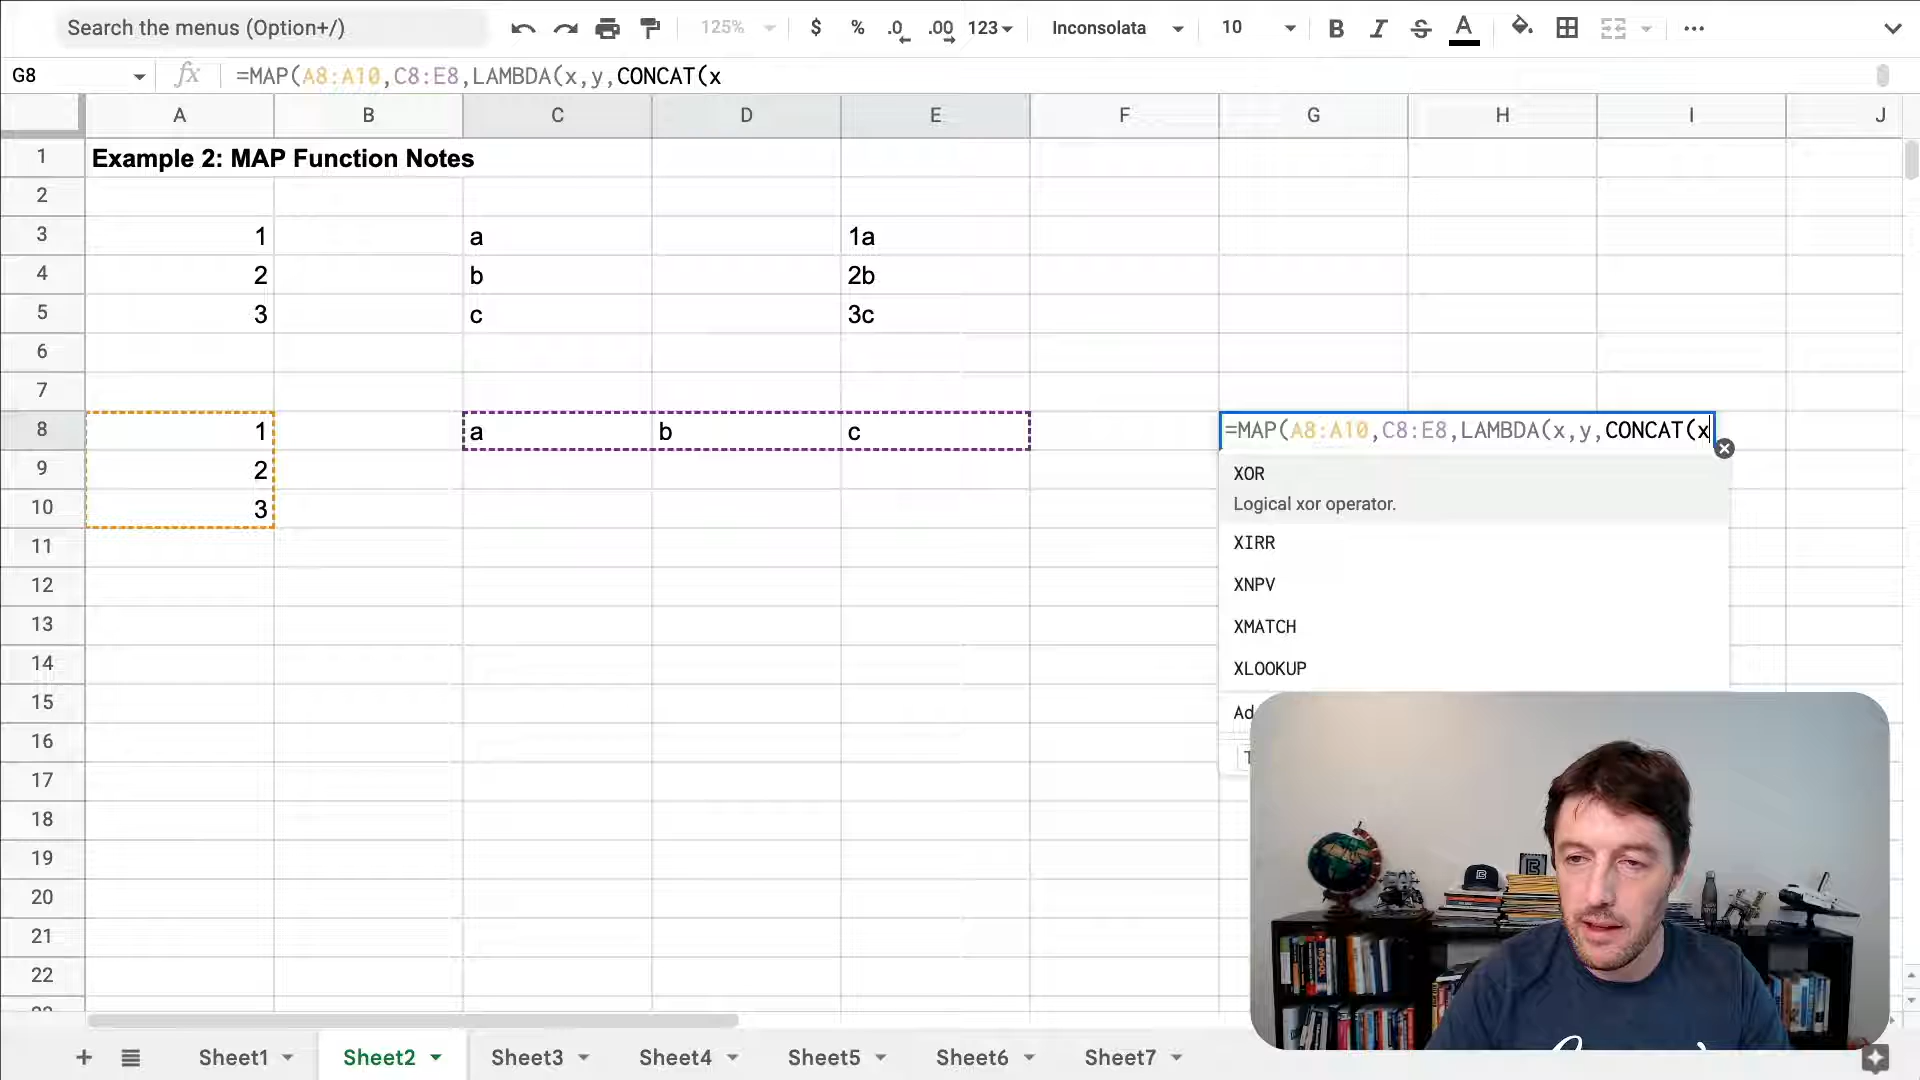 Search the menus (Option+/)
125%
$ % .0 .00 123
Inconsolata
10
B I S A
G8
fx =MAP(A8:A10,C8:E8,LAMBDA(x,y,CONCAT(x
A B C D E F G H I J
1 Example 2: MAP Function Notes
2
3 1 a 1a
4 2 b 2b
5 3 c 3c
6
7
8 1 a b c =MAP(A8:A10,C8:E8,LAMBDA(x,y,CONCAT(x
9 2
10 3
XOR
Logical xor operator.
XIRR
XNPV
XMATCH
XLOOKUP
Ad
11
12
13
14
15
16
17
18
19
20
21
22
Sheet1 Sheet2 Sheet3 Sheet4 Sheet5 Sheet6 Sheet7